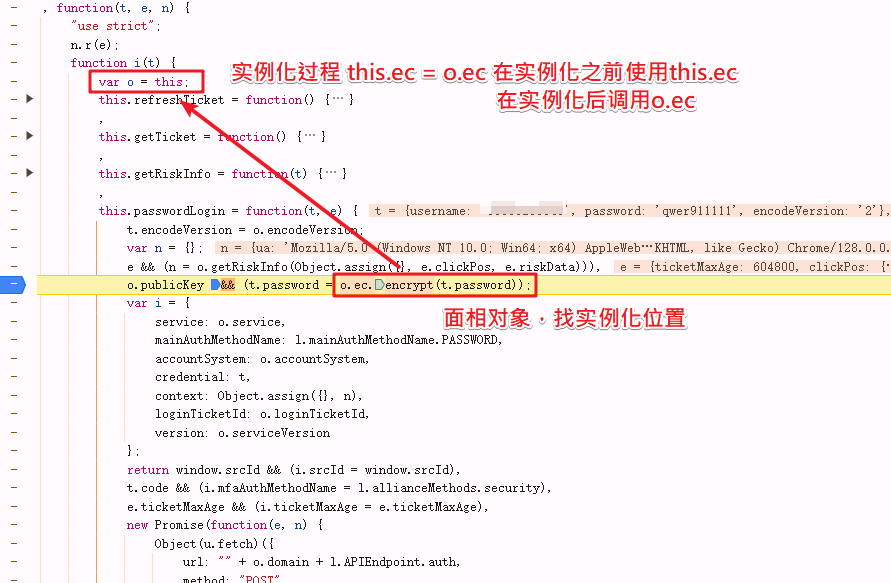 , function(t, e, n) {
"use strict";
n.r(e);
function i(t) {
var o = this;
实例化过程 this.ec = o.ec 在实例化之前使用this.ec
在实例化后调用o.ec
this.refreshTicket = function() {… }
,
this.getTicket = function() {… }
,
this.getRiskInfo = function(t) {… }
,
this.passwordLogin = function(t, e) { t = {username: ', password: 'qwer911111', encodeVersion: '2'},
t.encodeVersion = o.encodeVersion;
var n = {}; n = {ua: 'Mozilla/5.0 (Windows NT 10.0; Win64; x64) AppleWeb…KHTML, like Gecko) Chrome/128.0.0.
e && (n = o.getRiskInfo(Object.assign({}, e.clickPos, e.riskData))), e = {ticketMaxAge: 604800, clickPos: {…
o.publicKey && (t.password = o.ec.encrypt(t.password));
var i = {
面相对象，找实例化位置
service: o.service,
mainAuthMethodName: l.mainAuthMethodName.PASSWORD,
accountSystem: o.accountSystem,
credential: t,
context: Object.assign({}, n),
loginTicketId: o.loginTicketId,
version: o.serviceVersion
};
return window.srcId && (i.srcId = window.srcId),
t.code && (i.mfaAuthMethodName = l.allianceMethods.security),
e.ticketMaxAge && (i.ticketMaxAge = e.ticketMaxAge),
new Promise(function(e, n) {
Object(u.fetch)({
url: "" + o.domain + l.APIEndpoint.auth,
method: "POST"